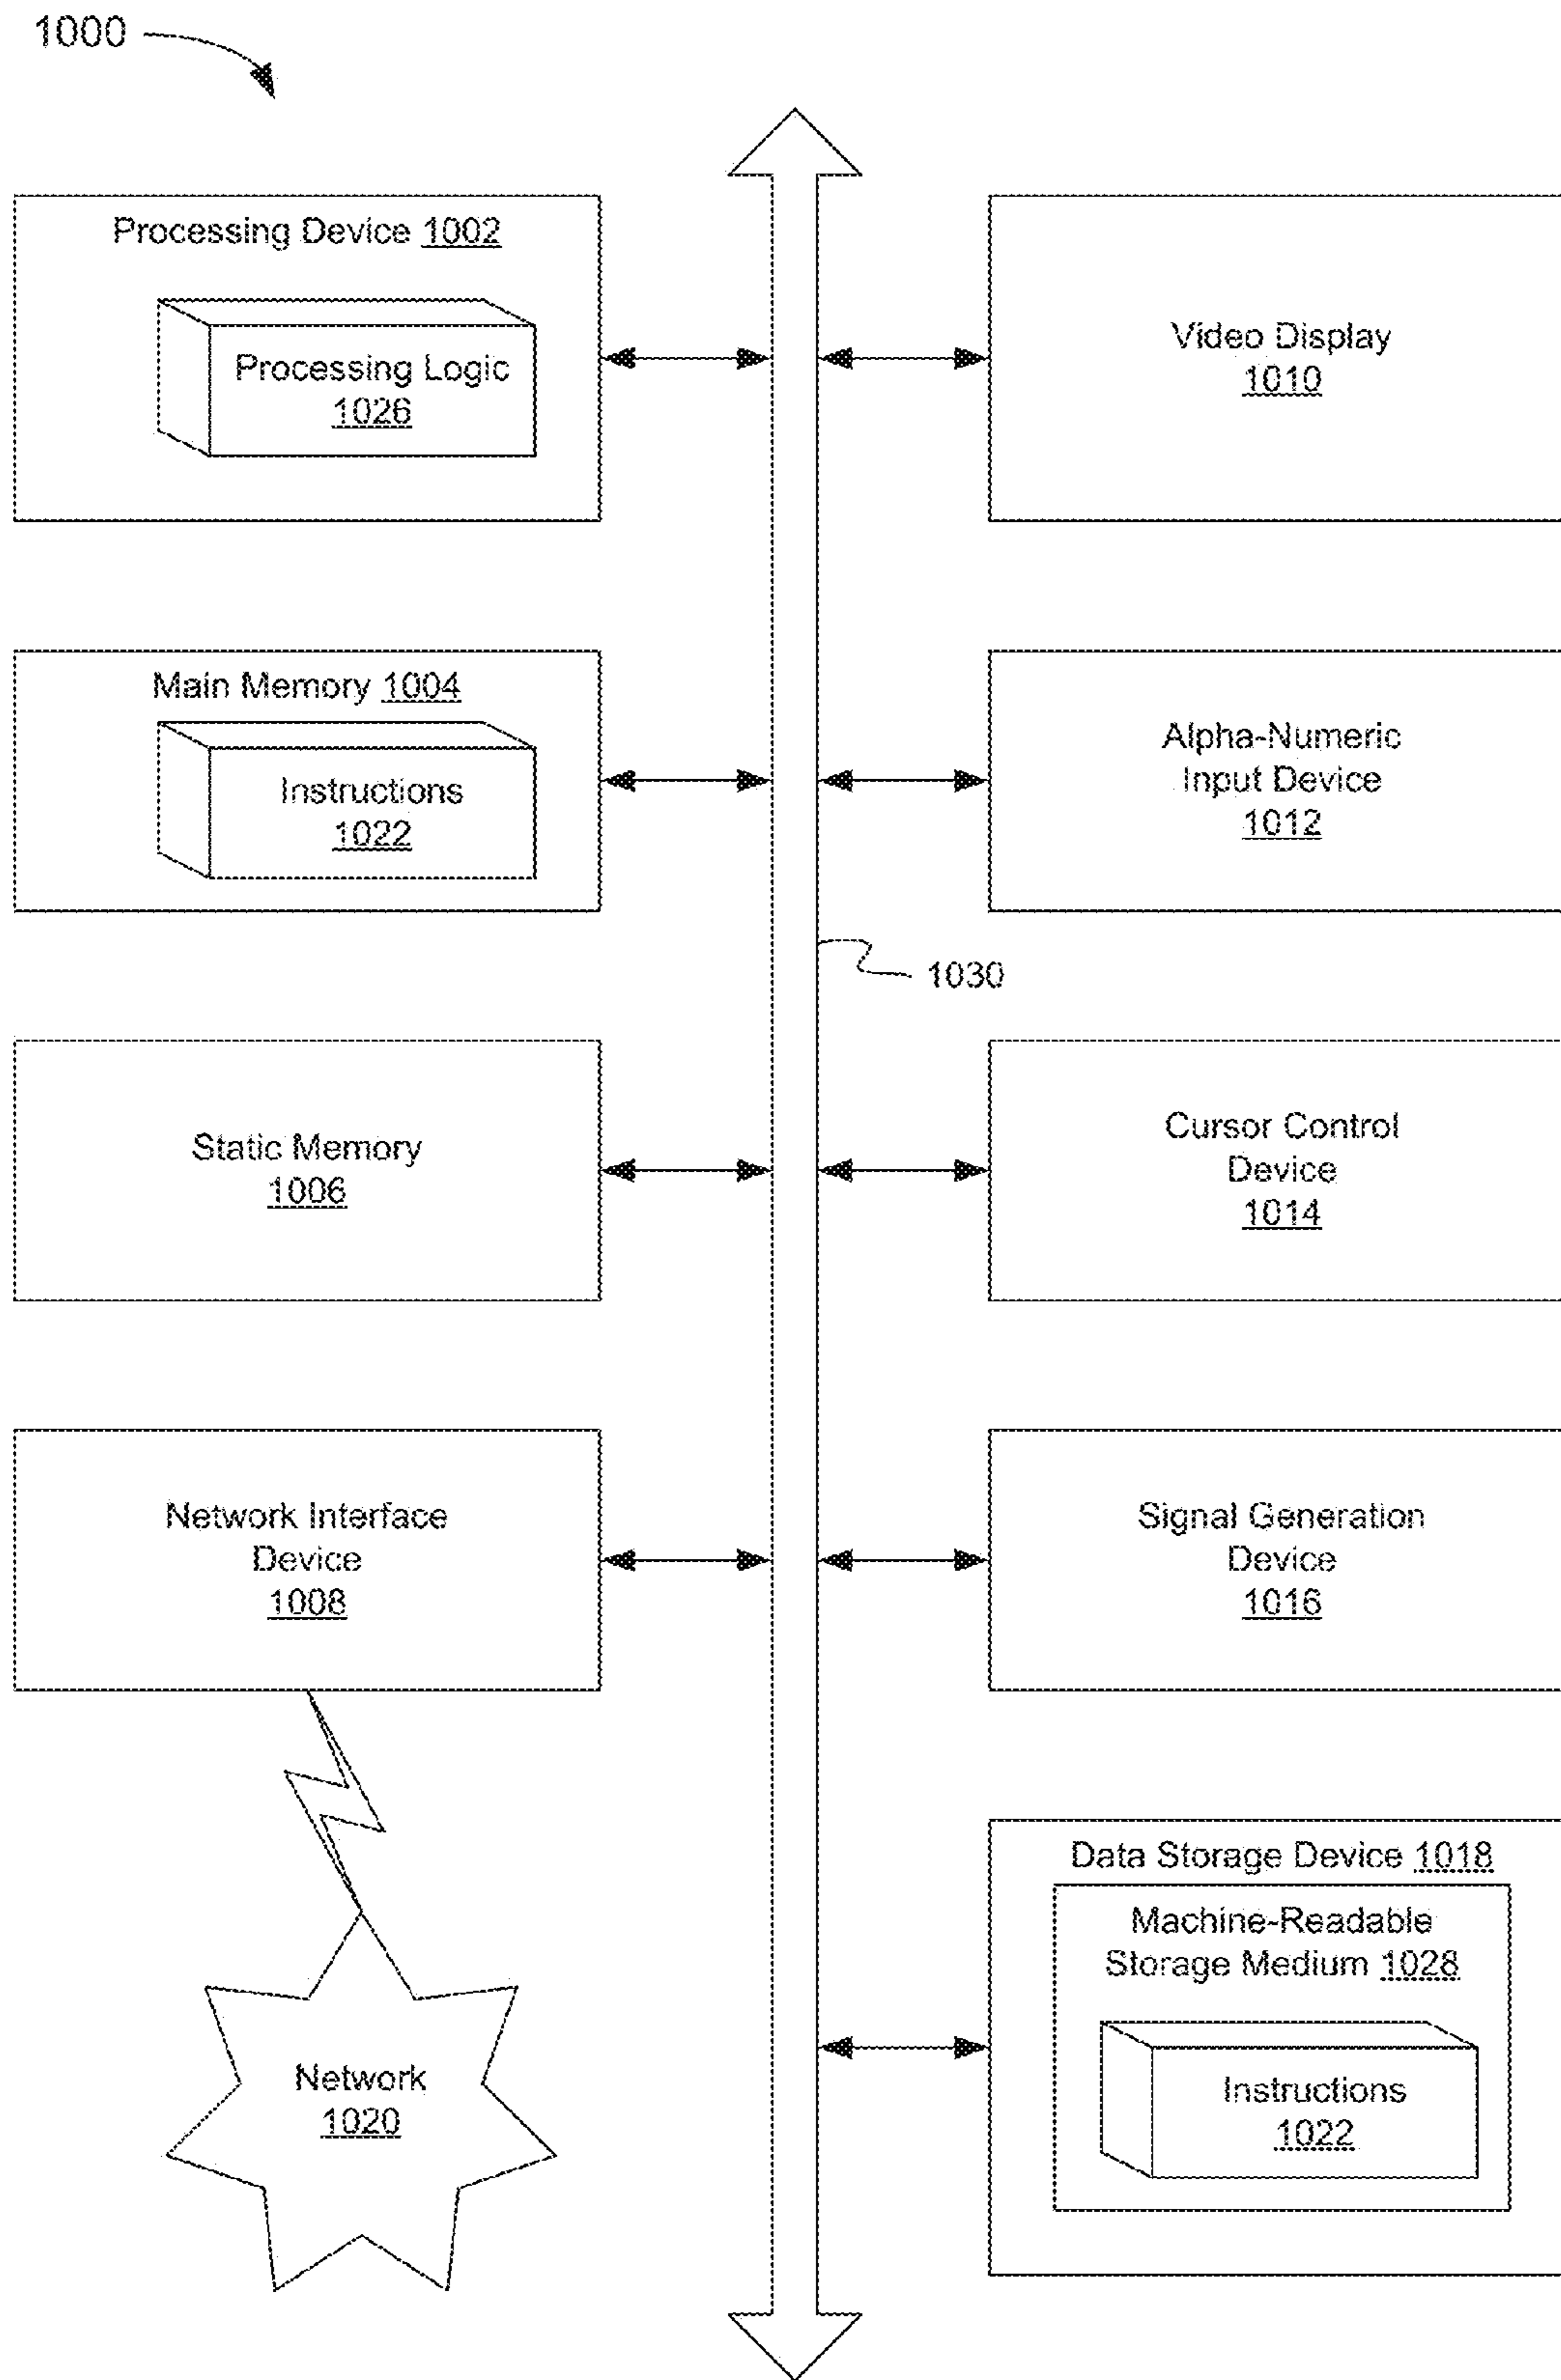 1000
Processing Device 1002
Processing Logic
1026
Video Display
1010
Main Memory 1004
Instructions
1022
Alpha-Numeric
Input Device
1012
1030
Static Memory
1006
Cursor Control
Device
1014
Network Interface
Device
1008
Signal Generation
Device
1016
Data Storage Device 1018
Machine-Readable
Storage Medium 1028
Instructions
1022
Network
1020